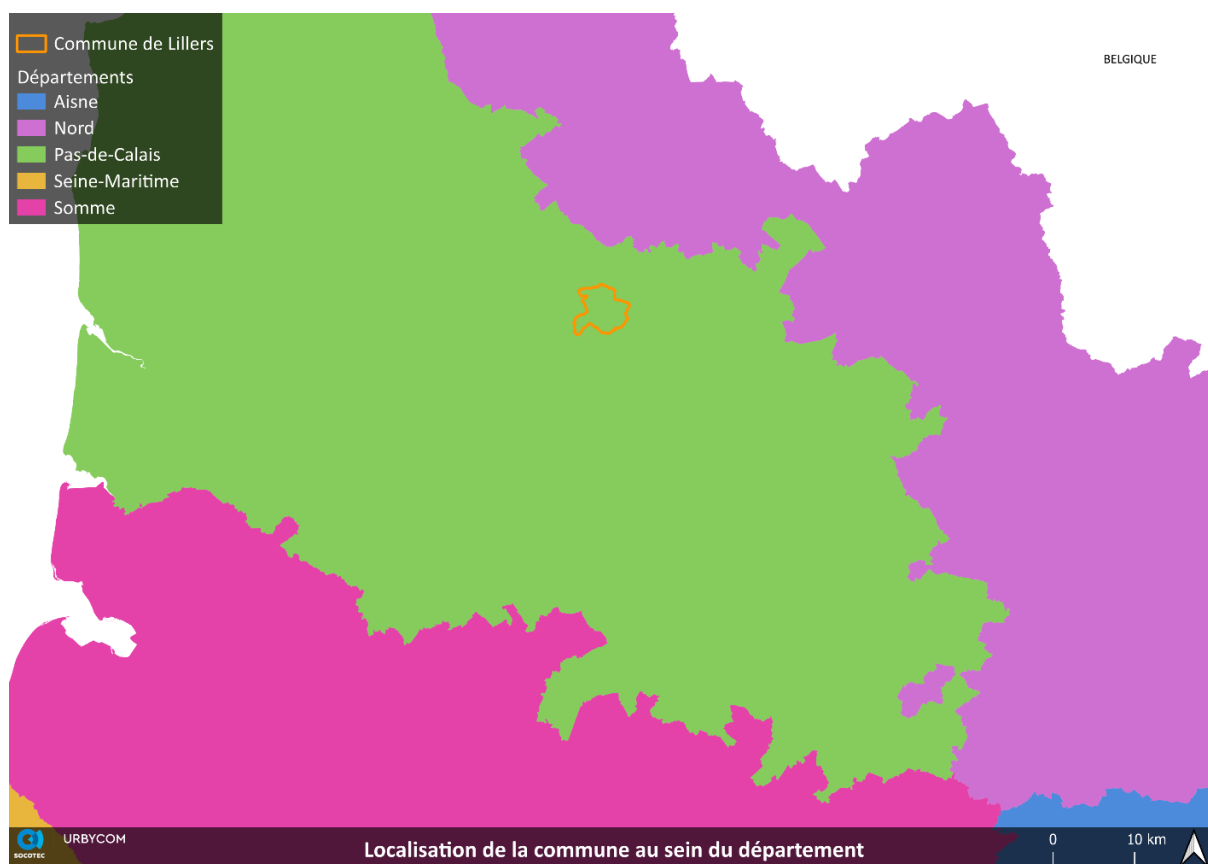 Commune de Lillers
Départements
Aisne
Nord
Pas-de-Calais
Seine-Maritime
Somme
BELGIQUE
SOCOTEC
URBYCOM
Localisation de la commune au sein du département
0 10 km